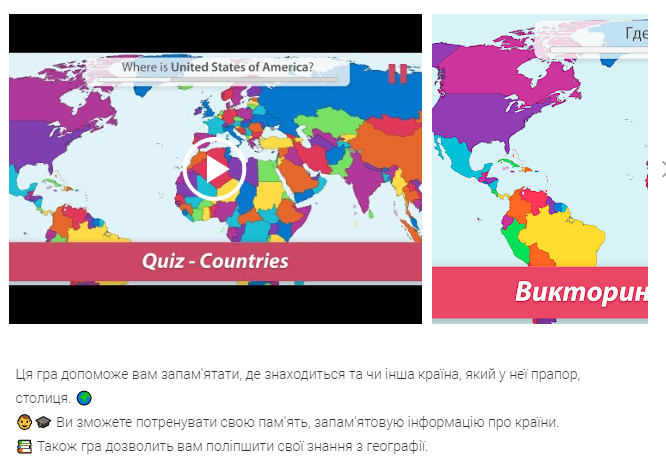 Where is United States of America?
Где
Quiz - Countries
Ця гра допоможе вам запам'ятати, де знаходиться та чи інша країна, який у неї прапор,
столиця. 🌍
👨‍🎓 Ви зможете потренувати свою пам'ять, запам'ятовую інформацію про країни.
📚 Також гра дозволить вам поліпшити свої знання з географії.